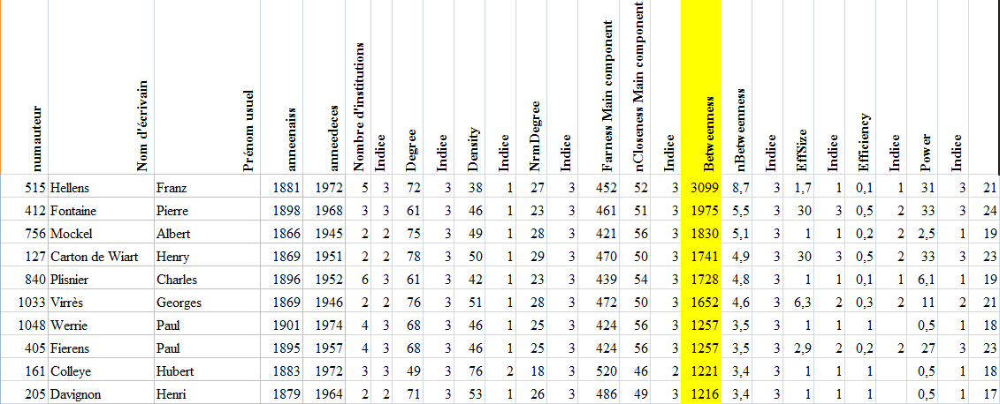 numauteur Nom d'écrivain Prénom usuel anneenaiss anneedeces Nombre d'institutions Indice Degree Indice Density Indice NrmDegree Indice Farness Main component nCloseness Main component Indice Betweenness nBetweenness Indice EffSize Indice Efficiency Indice Power Indice
515 Hellens Franz 1881 1972 5 3 72 3 38 1 27 3 452 52 3 3099 8,7 3 1,7 1 0,1 1 31 3 21
412 Fontaine Pierre 1898 1968 3 3 61 3 46 1 23 3 461 51 3 1975 5,5 3 30 3 0,5 2 33 3 24
756 Mockel Albert 1866 1945 2 2 75 3 49 1 28 3 421 56 3 1830 5,1 3 1 1 0,2 2 2,5 1 19
127 Carton de Wiart Henry 1869 1951 2 2 78 3 50 1 29 3 470 50 3 1741 4,9 3 30 3 0,5 2 33 3 23
840 Plisnier Charles 1896 1952 6 3 61 3 42 1 23 3 439 54 3 1728 4,8 3 1 1 0,1 1 6,1 1 19
1033 Virrès Georges 1869 1946 2 2 76 3 51 1 28 3 472 50 3 1652 4,6 3 6,3 2 0,3 2 11 2 21
1048 Werrie Paul 1901 1974 4 3 68 3 46 1 25 3 424 56 3 1257 3,5 3 1 1 1 0,5 1 18
405 Fierens Paul 1895 1957 4 3 68 3 46 1 25 3 424 56 3 1257 3,5 3 2,9 2 0,2 2 27 3 23
161 Colleye Hubert 1883 1972 3 3 49 3 76 2 18 3 520 46 2 1221 3,4 3 1 1 1 0,5 1 18
205 Davignon Henri 1879 1964 2 2 71 3 53 1 26 3 486 49 3 1216 3,4 3 1 1 1 0,5 1 17